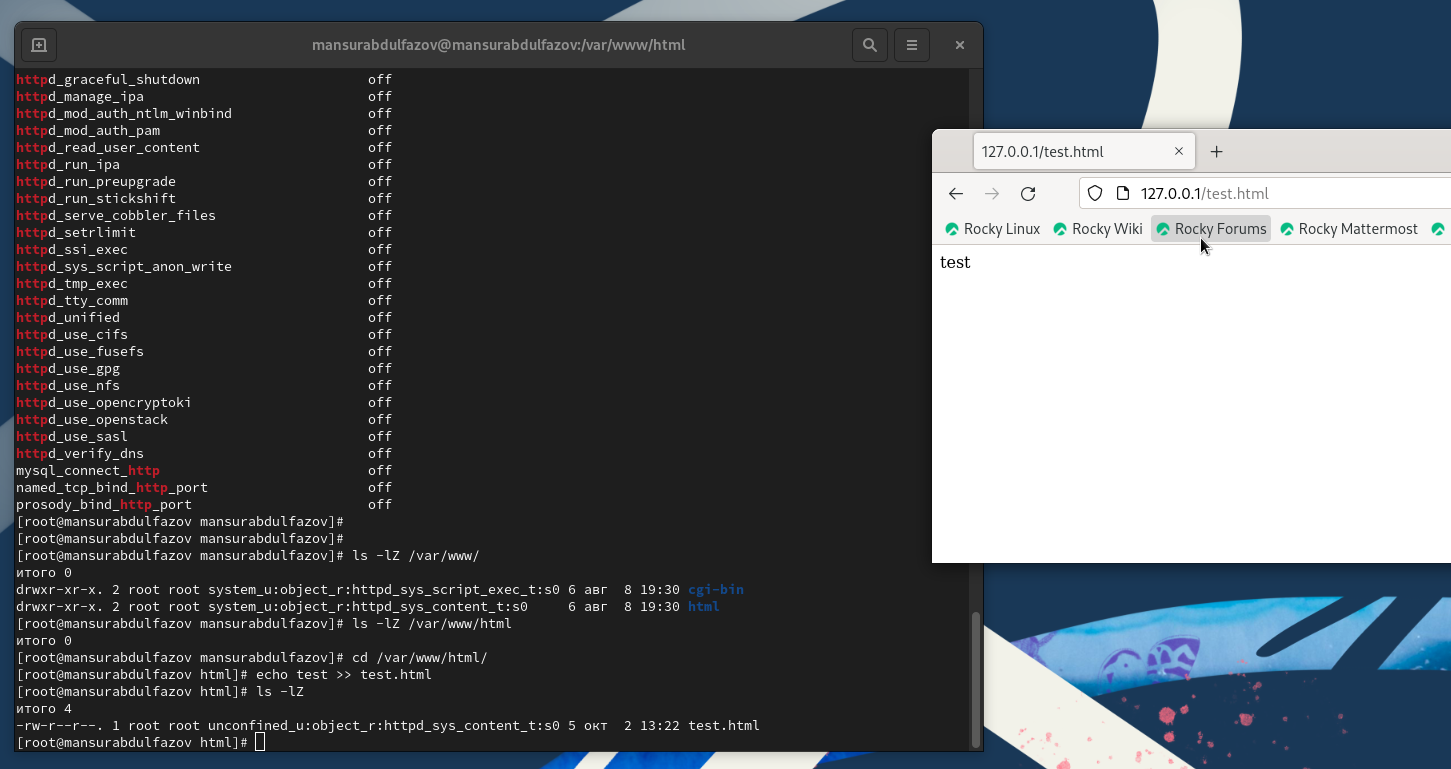 mansurabdulfazov@mansurabdulfazov:/var/www/html
httpd_graceful_shutdown off
httpd_manage_ipa off
httpd_mod_auth_ntlm_winbind off
httpd_mod_auth_pam off
httpd_read_user_content off
httpd_run_ipa off
httpd_run_preupgrade off
httpd_run_stickshift off
httpd_serve_cobbler_files off
httpd_setrlimit off
httpd_ssi_exec off
httpd_sys_script_anon_write off
httpd_tmp_exec off
httpd_tty_comm off
httpd_unified off
httpd_use_cifs off
httpd_use_fusefs off
httpd_use_gpg off
httpd_use_nfs off
httpd_use_opencryptoki off
httpd_use_openstack off
httpd_use_sasl off
httpd_verify_dns off
mysql_connect_http off
named_tcp_bind_http_port off
prosody_bind_http_port off
[root@mansurabdulfazov mansurabdulfazov]#
[root@mansurabdulfazov mansurabdulfazov]#
[root@mansurabdulfazov mansurabdulfazov]# ls -lZ /var/www/
итого 0
drwxr-xr-x. 2 root root system_u:object_r:httpd_sys_script_exec_t:s0 6 авг  8 19:30 cgi-bin
drwxr-xr-x. 2 root root system_u:object_r:httpd_sys_content_t:s0     6 авг  8 19:30 html
[root@mansurabdulfazov mansurabdulfazov]# ls -lZ /var/www/html
итого 0
[root@mansurabdulfazov mansurabdulfazov]# cd /var/www/html/
[root@mansurabdulfazov html]# echo test >> test.html
[root@mansurabdulfazov html]# ls -lZ
итого 4
-rw-r--r--. 1 root root unconfined_u:object_r:httpd_sys_content_t:s0 5 окт  2 13:22 test.html
[root@mansurabdulfazov html]#
127.0.0.1/test.html
127.0.0.1/test.html
Rocky Linux Rocky Wiki Rocky Forums Rocky Mattermost
test